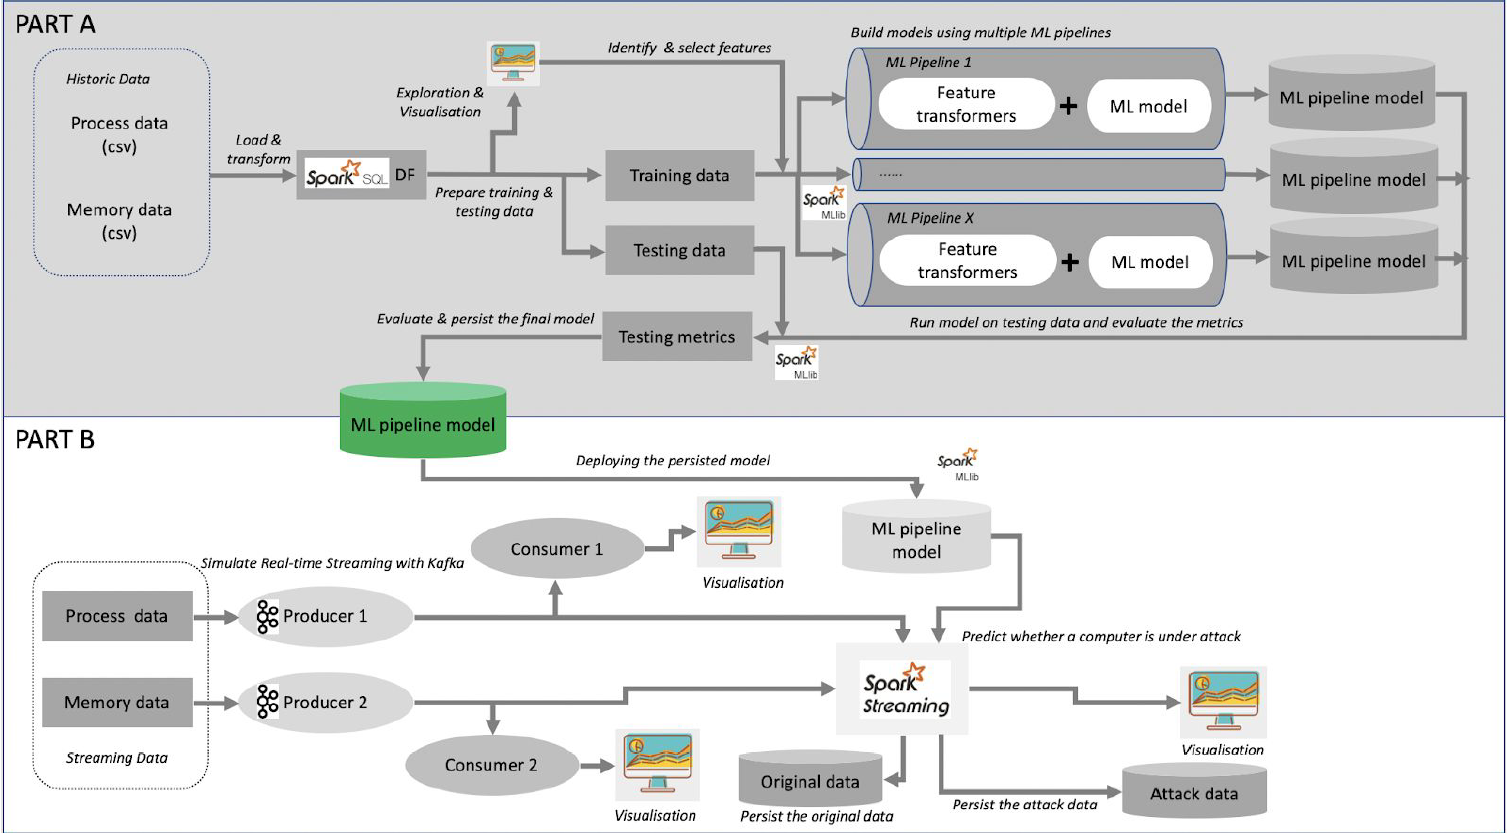 PART A
Historic Data
Process data
(csv)
Memory data
(csv)
Load &
transform
Spark SQL DF
Exploration &
Visualisation
Identify & select features
Prepare training &
testing data
Training data
Testing data
Build models using multiple ML pipelines
ML Pipeline 1
Feature
transformers
+
ML model
ML pipeline model
......
ML pipeline model
Spark
MLlib
ML Pipeline X
Feature
transformers
+
ML model
ML pipeline model
Run model on testing data and evaluate the metrics
Spark
MLlib
Testing metrics
Evaluate & persist the final model
ML pipeline model
PART B
Deploying the persisted model
Spark
MLlib
ML pipeline
model
Consumer 1
Visualisation
Simulate Real-time Streaming with Kafka
Process data
Producer 1
Memory data
Producer 2
Streaming Data
Consumer 2
Visualisation
Spark
Streaming
Predict whether a computer is under attack
Visualisation
Original data
Persist the original data
Persist the attack data
Attack data